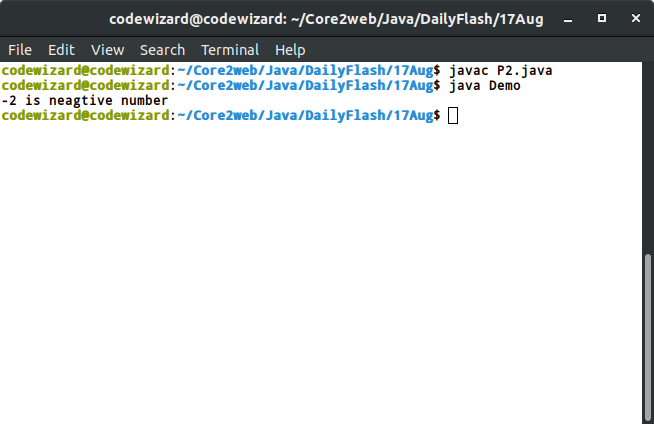 codewizard@codewizard: ~/Core2web/Java/DailyFlash/17Aug
File Edit View Search Terminal Help
codewizard@codewizard:~/Core2web/Java/DailyFlash/17Aug$ javac P2.java
codewizard@codewizard:~/Core2web/Java/DailyFlash/17Aug$ java Demo
-2 is neagtive number
codewizard@codewizard:~/Core2web/Java/DailyFlash/17Aug$